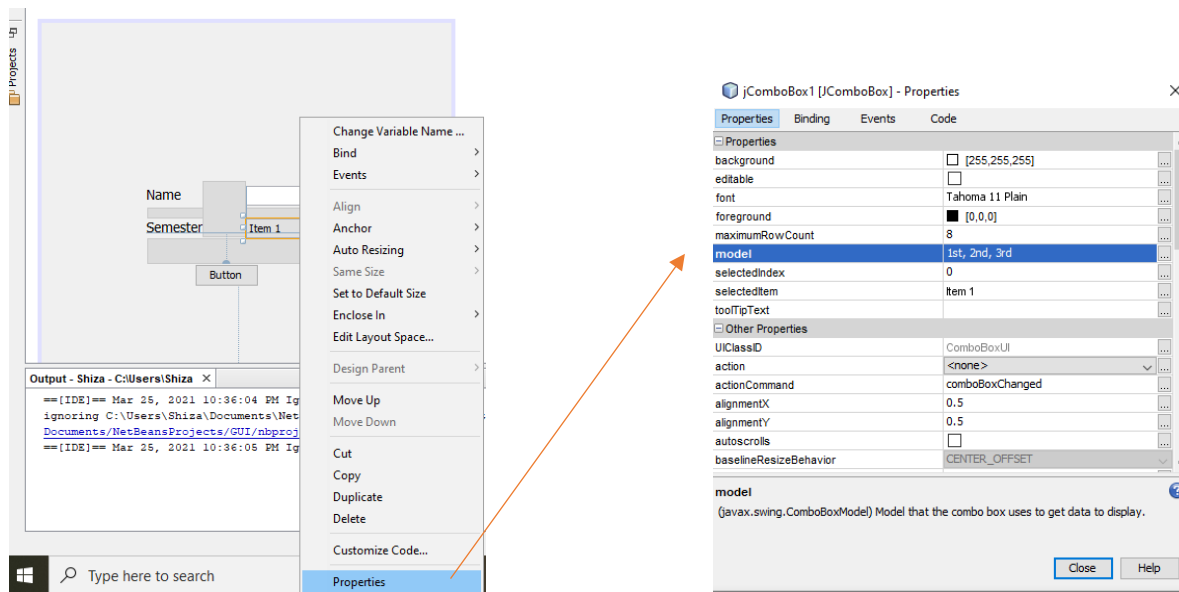 Projects
Name
Semester
Item 1
Button
Change Variable Name ...
Bind
Events
Align
Anchor
Auto Resizing
Same Size
Set to Default Size
Enclose In
Edit Layout Space...
Design Parent
Move Up
Move Down
Cut
Copy
Duplicate
Delete
Customize Code...
Properties
Output - Shiza - C:\Users\Shiza
==[IDE]== Mar 25, 2021 10:36:04 PM Ig
ignoring C:\Users\Shiza\Documents\Net
Documents/NetBeansProjects/GUI/nbproj
==[IDE]== Mar 25, 2021 10:36:05 PM Ig
Type here to search
jComboBox1 [JComboBox] - Properties
Properties Binding Events Code
Properties
background [255,255,255]
editable
font Tahoma 11 Plain
foreground [0,0,0]
maximumRowCount 8
model 1st, 2nd, 3rd
selectedIndex 0
selectedItem Item 1
toolTipText
Other Properties
UIClassID ComboBoxUI
action <none>
actionCommand comboBoxChanged
alignmentX 0.5
alignmentY 0.5
autoscrolls
baselineResizeBehavior CENTER_OFFSET
model
(javax.swing.ComboBoxModel) Model that the combo box uses to get data to display.
Close Help